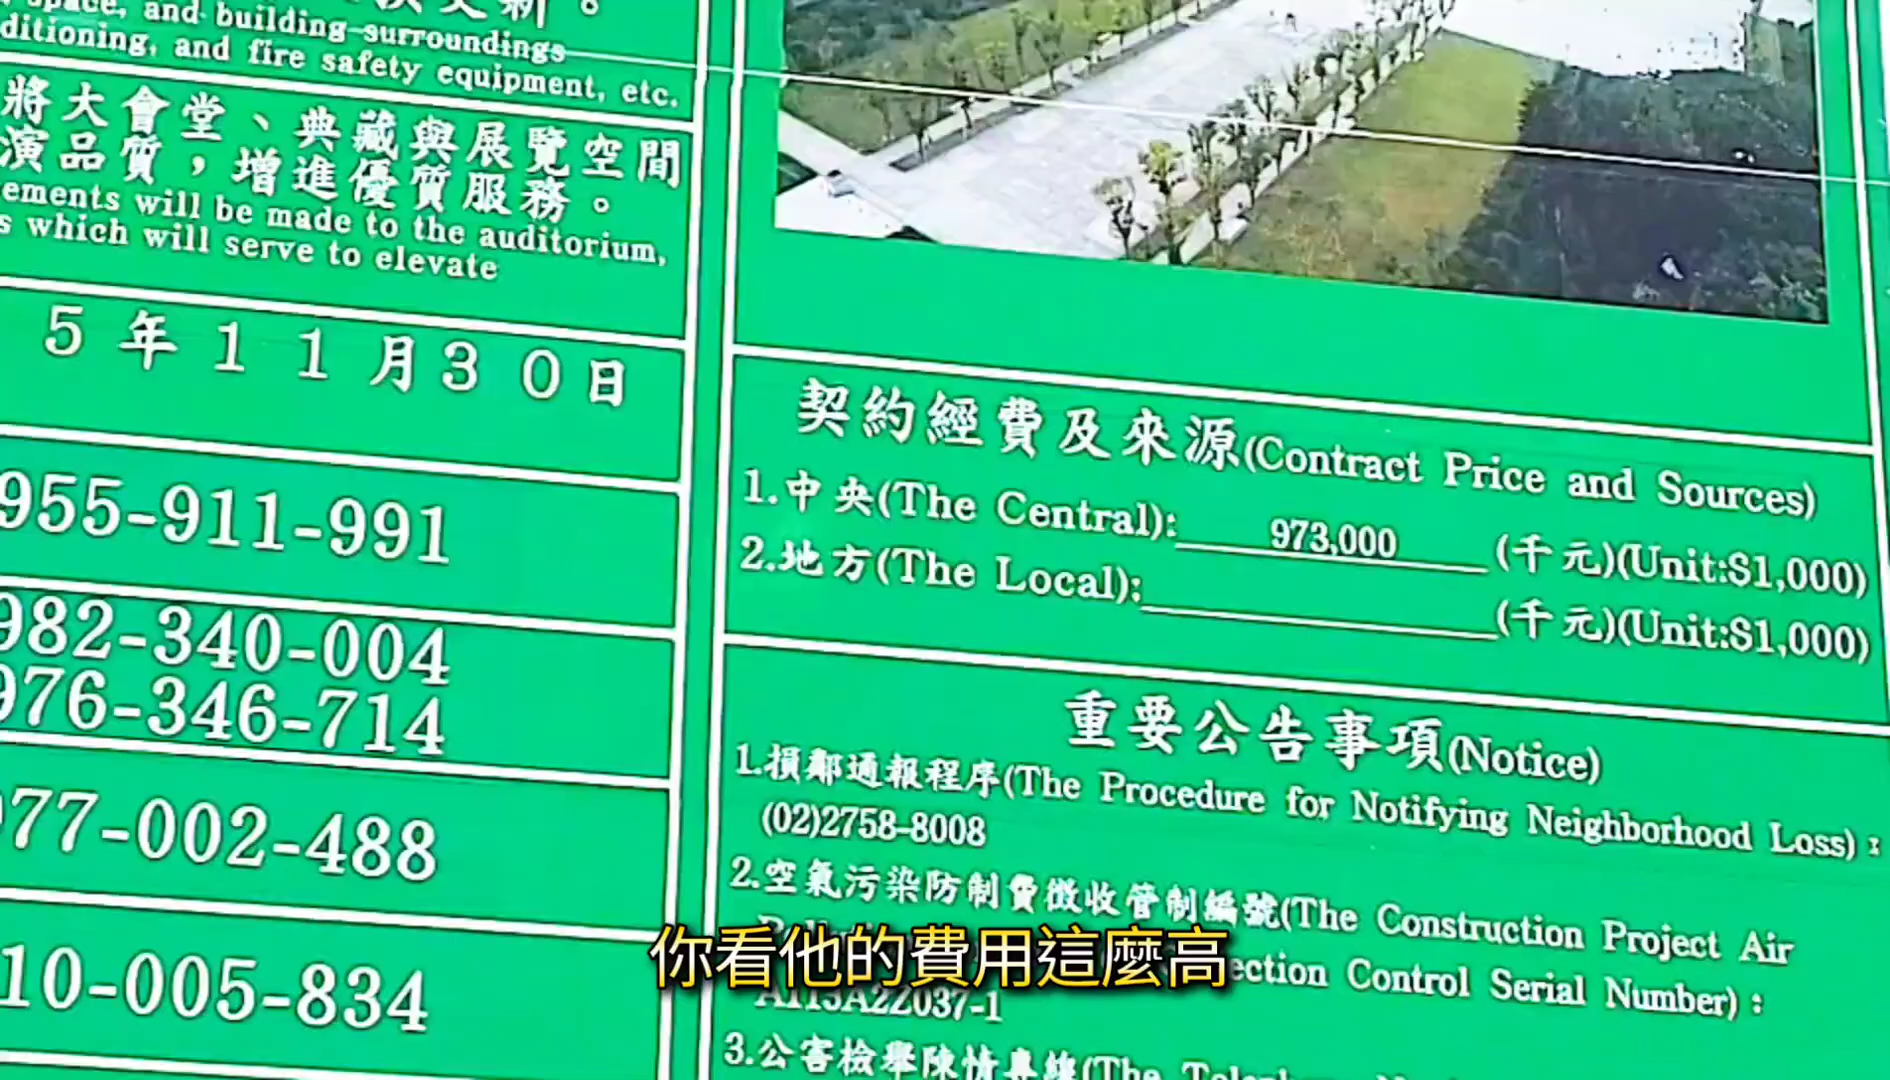 space, and building surroundings
ditioning, and fire safety equipment, etc.
將大會堂、典藏與展覽空間
演品質，增進優質服務。
ements will be made to the auditorium,
s which will serve to elevate
5年11月30日
955-911-991
982-340-004
976-346-714
77-002-488
10-005-834
契約經費及來源(Contract Price and Sources)
1.中央(The Central): 973,000 (千元)(Unit:$1,000)
2.地方(The Local): (千元)(Unit:$1,000)
重要公告事項(Notice)
1.損鄰通報程序(The Procedure for Notifying Neighborhood Loss)：
(02)2758-8008
2.空氣污染防制費徵收管制編號(The Construction Project Air
ection Control Serial Number)：
A113A22037-1
3.公害檢舉陳情專線(The
你看他的費用這麼高